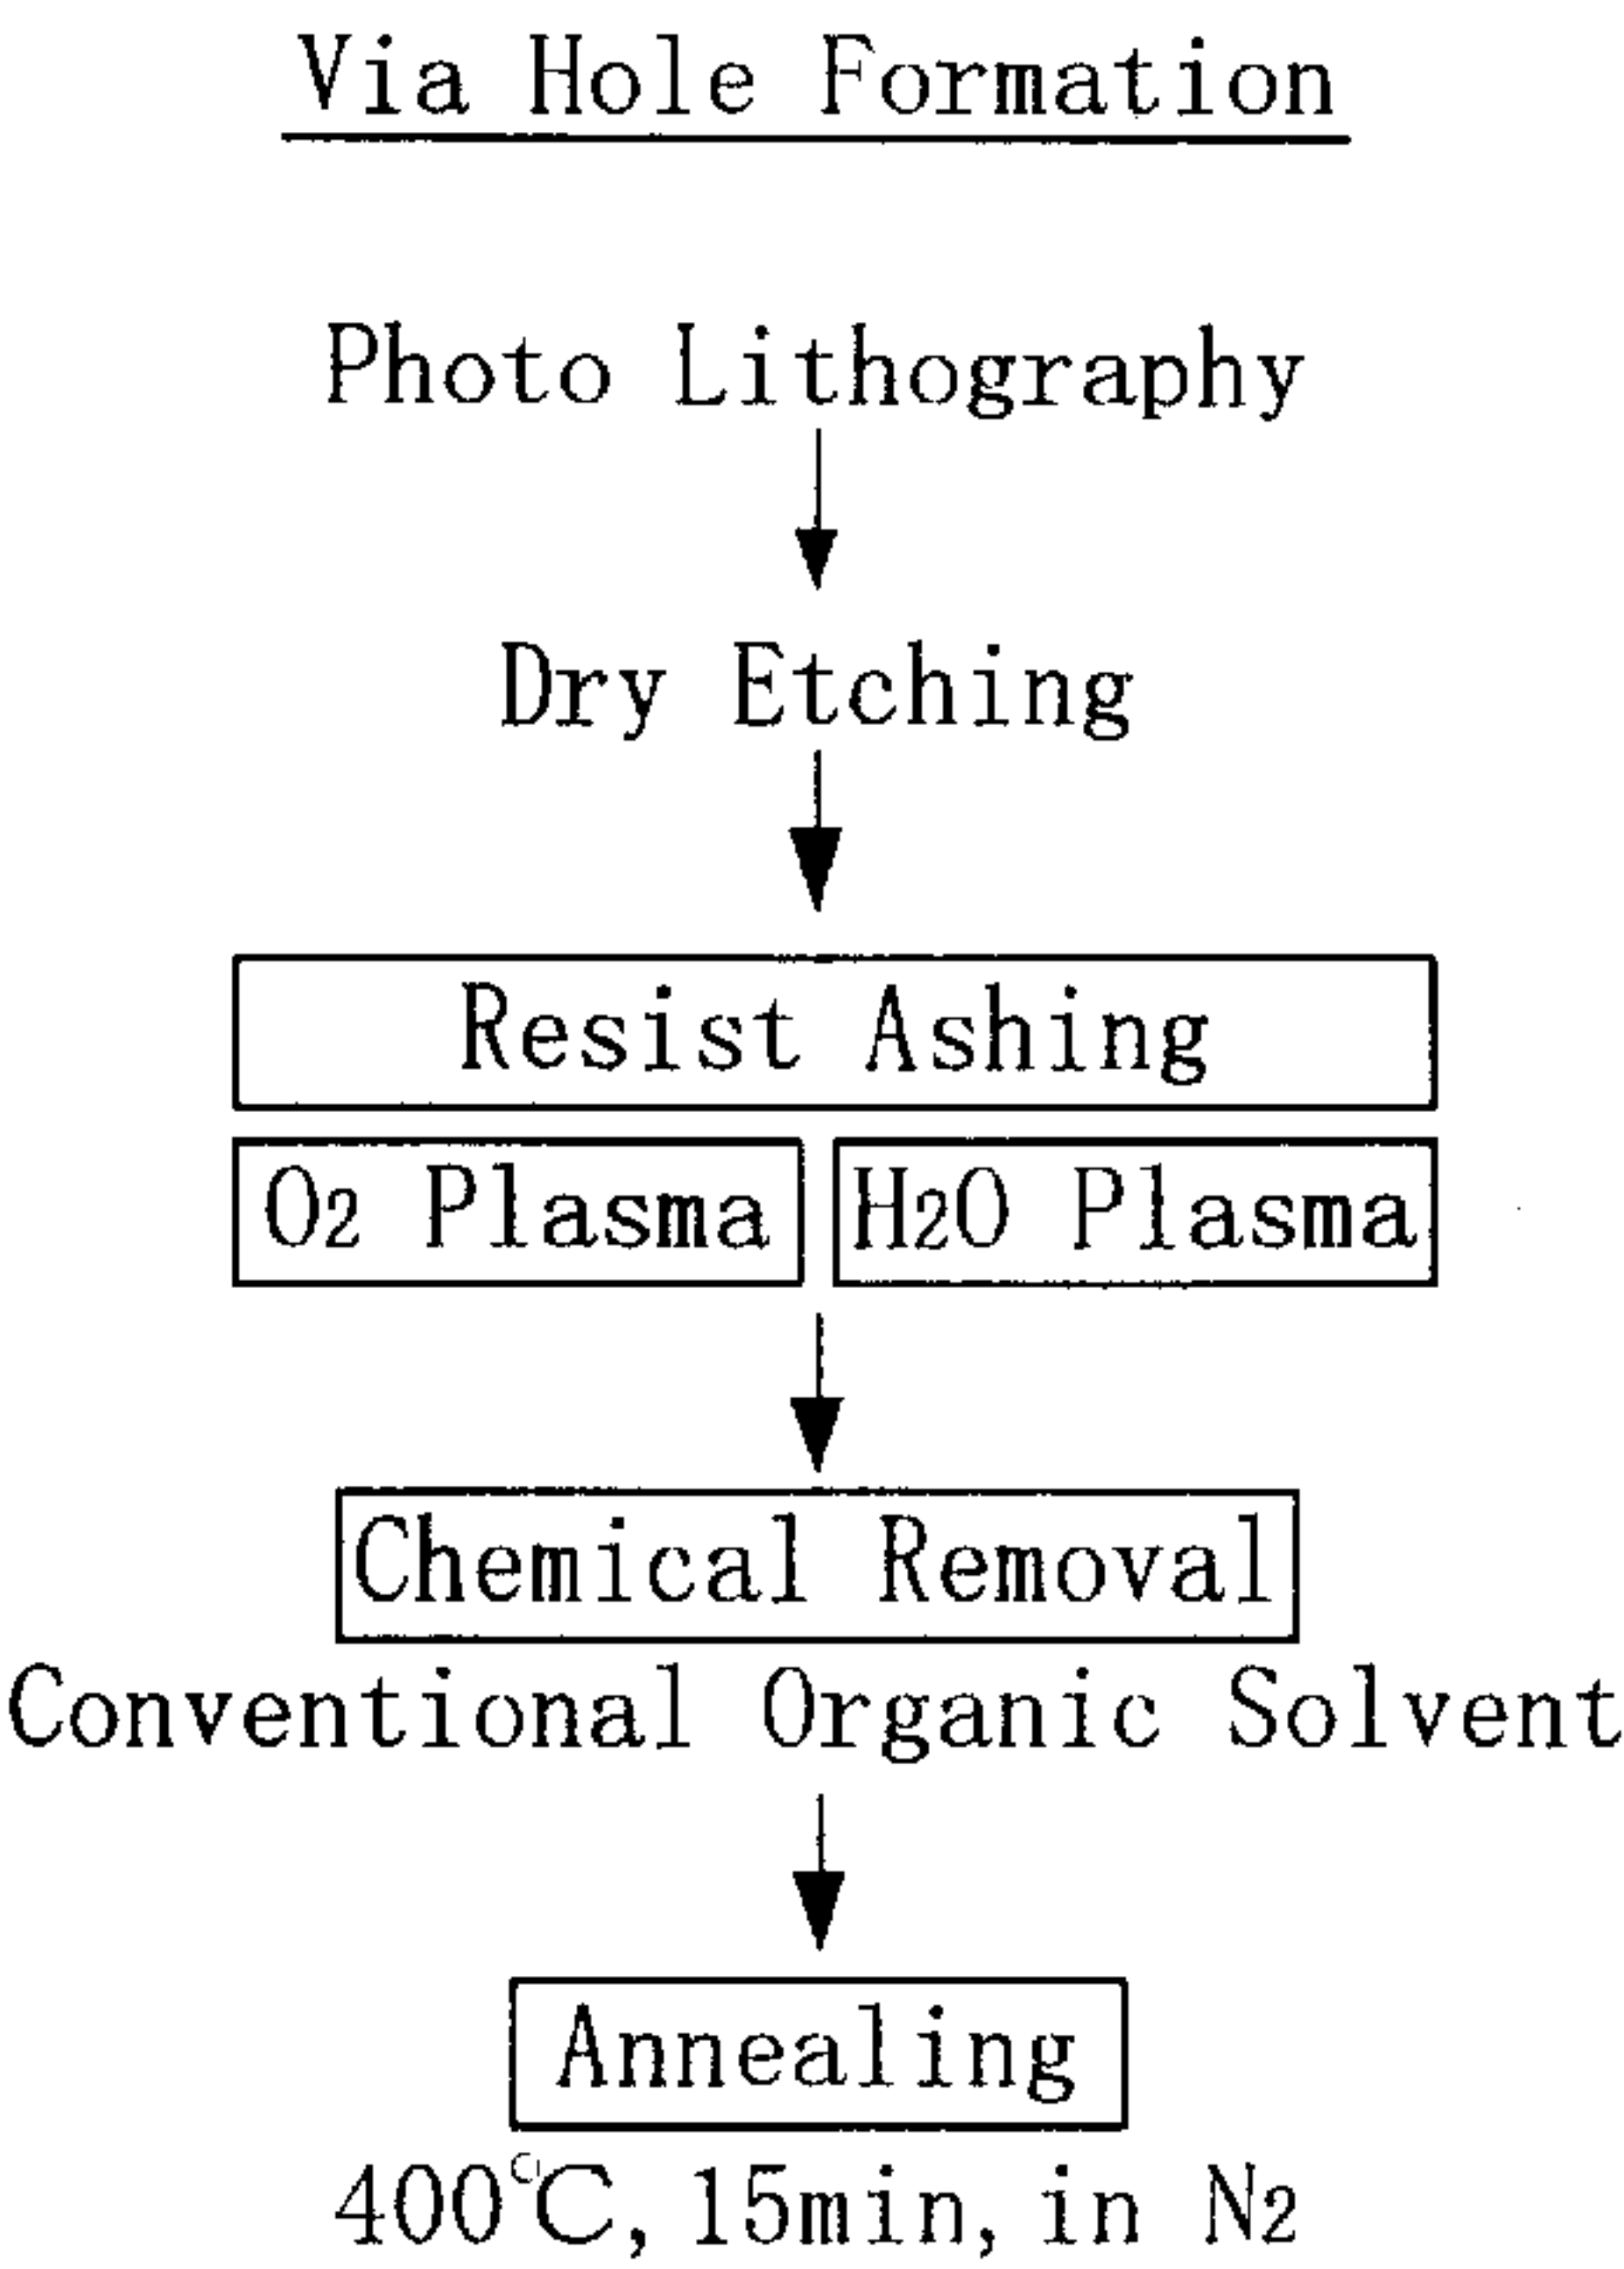 Via Hole Formation
Photo Lithography
Dry Etching
Resist Ashing
O2 Plasma H2O Plasma
Chemical Removal
Conventional Organic Solvent
Annealing
400℃, 15min, in N2